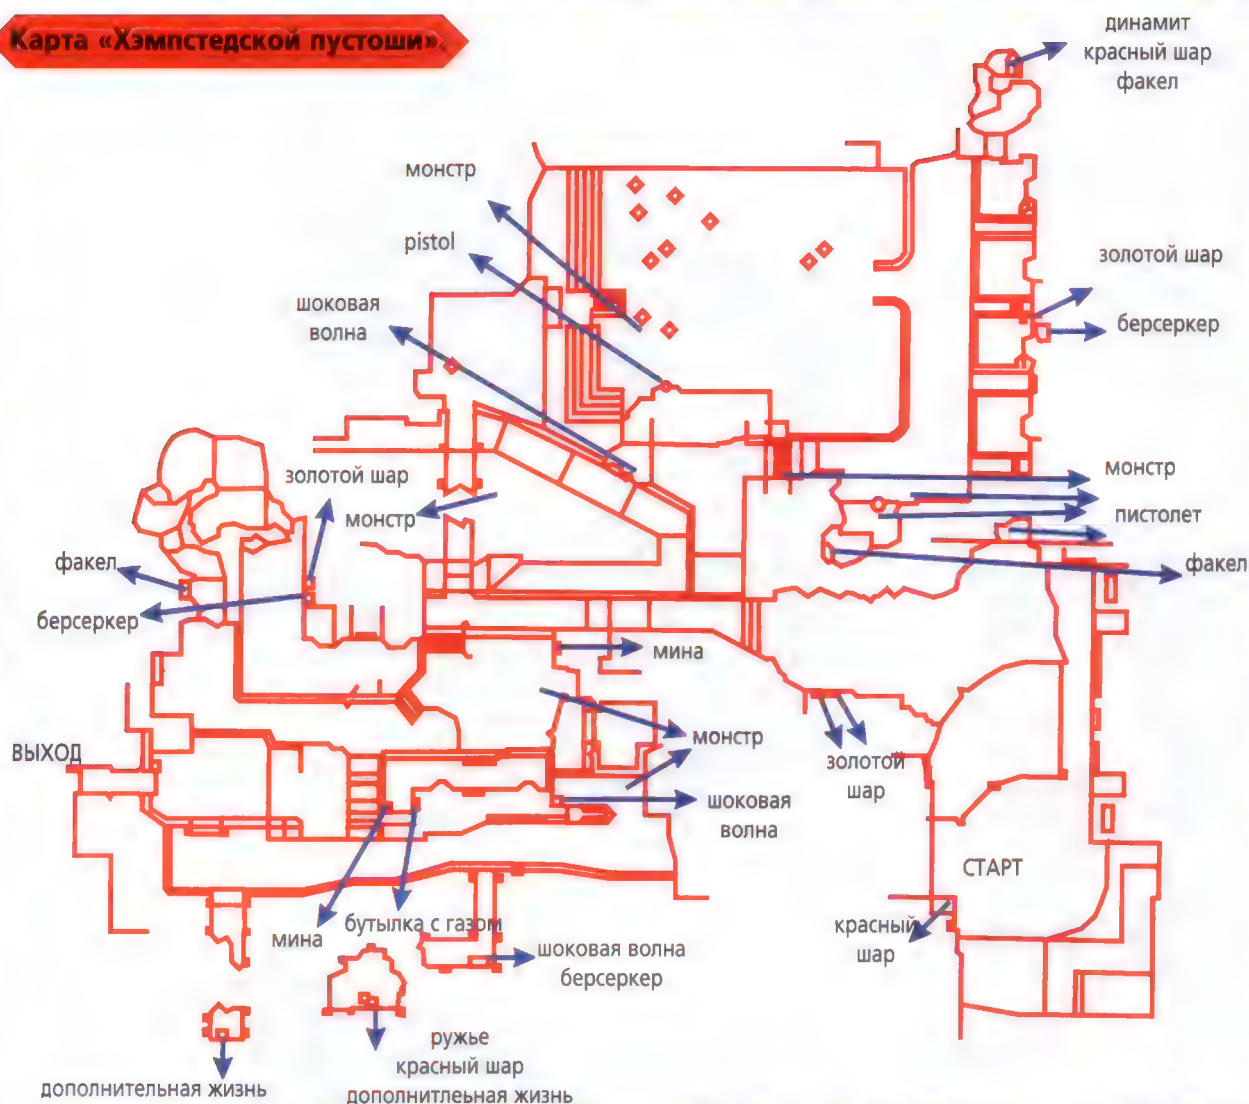 Карта «Хэмпстедской пустоши».
динамит
красный шар
факел
монстр
pistol
золотой шар
шоковая
волна
берсеркер
золотой шар
монстр
монстр
пистолет
факел
факел
берсеркер
мина
ВЫХОД
монстр
золотой
шар
шоковая
волна
СТАРТ
мина
бутылка с газом
красный
шар
шоковая волна
берсеркер
ружье
красный шар
дополнительная жизнь
дополнитлеьная жизнь